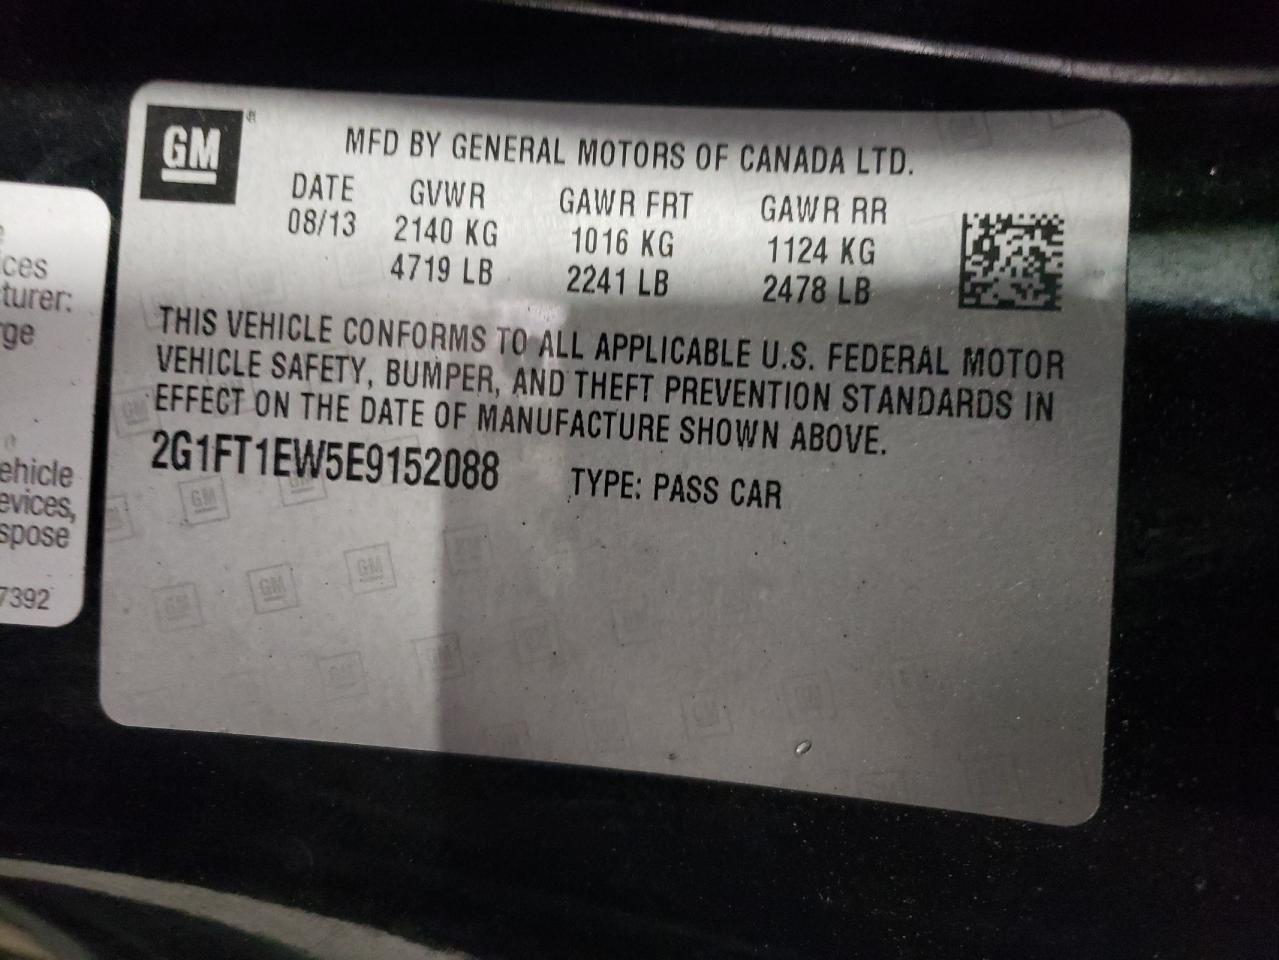 GM
MFD BY GENERAL MOTORS OF CANADA LTD.
DATE GVWR GAWR FRT GAWR RR
08/13 2140 KG 1016 KG 1124 KG
4719 LB 2241 LB 2478 LB
THIS VEHICLE CONFORMS TO ALL APPLICABLE U.S. FEDERAL MOTOR
VEHICLE SAFETY, BUMPER, AND THEFT PREVENTION STANDARDS IN
EFFECT ON THE DATE OF MANUFACTURE SHOWN ABOVE.
2G1FT1EW5E9152088 TYPE: PASS CAR
ices
turer:
rge
ehicle
evices,
spose
7392